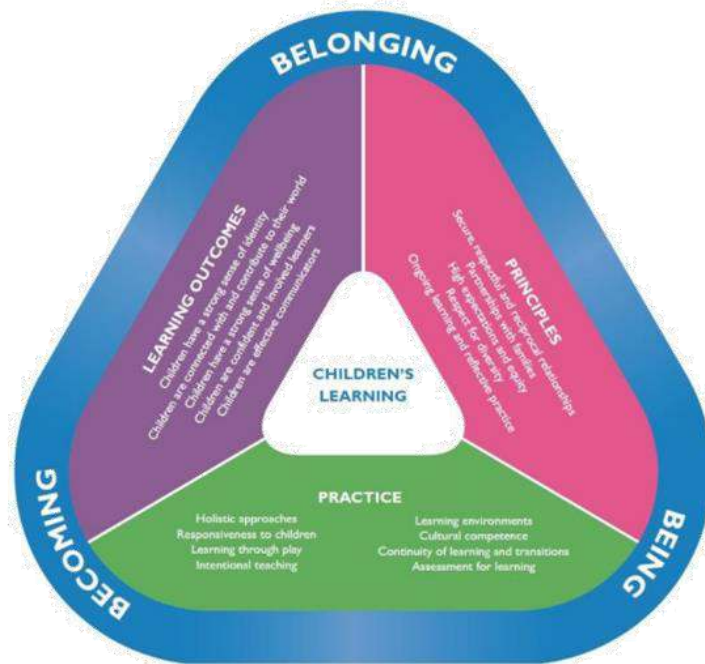 BELONGING
LEARNING OUTCOMES
Children have a strong sense of identity
Children are connected with and contribute to their world
Children have a strong sense of wellbeing
Children are confident and involved learners
Children are effective communicators
PRINCIPLES
Secure, respectful and reciprocal relationships
Partnerships with families
High expectations and equity
Respect for diversity
Ongoing learning and reflective practice
CHILDREN'S
LEARNING
PRACTICE
Holistic approaches
Responsiveness to children
Learning through play
Intentional teaching
Learning environments
Cultural competence
Continuity of learning and transitions
Assessment for learning
BECOMING
BEING